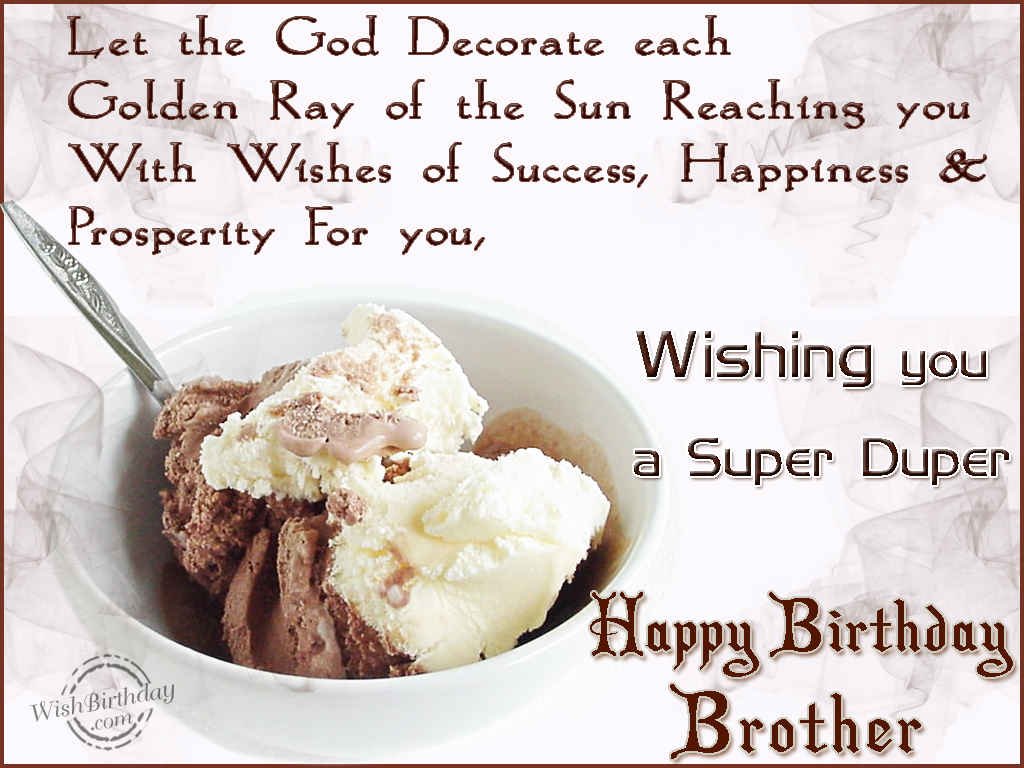 Let the God Decorate each
Golden Ray of the Sun Reaching you
With Wishes of Success, Happiness &
Prosperity For you,
Wishing you
a Super Duper
Happy Birthday
Brother
WishBirthday
.com